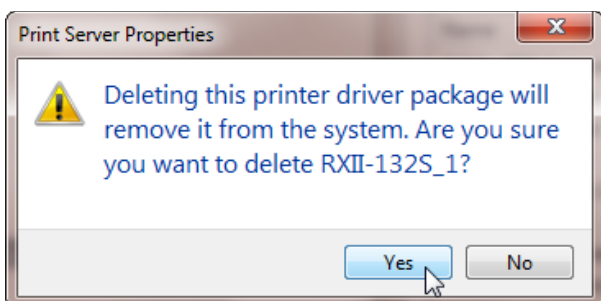 Print Server Properties
Deleting this printer driver package will
remove it from the system. Are you sure
you want to delete RXII-132S_1?
Yes
No